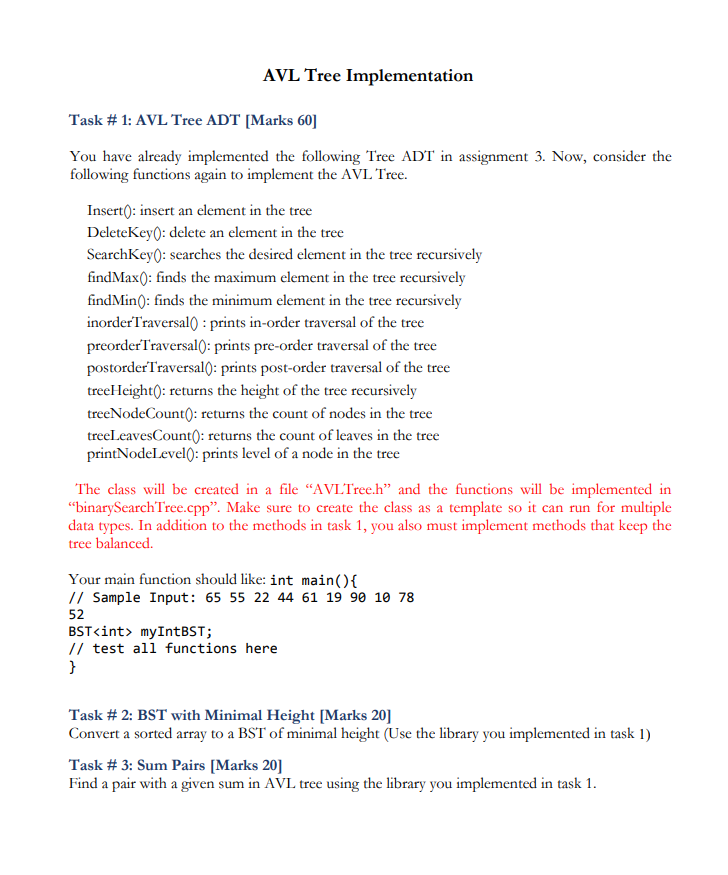 AVL Tree Implementation
Task # 1: AVL Tree ADT [Marks 60]
You have already implemented the following Tree ADT in assignment 3. Now, consider the
following functions again to implement the AVL Tree.
Insert(): insert an element in the tree
DeleteKey(): delete an element in the tree
SearchKey(): searches the desired element in the tree recursively
findMax(): finds the maximum element in the tree recursively
findMin(): finds the minimum element in the tree recursively
inorderTraversal() : prints in-order traversal of the tree
preorderTraversal(): prints pre-order traversal of the tree
postorderTraversal(): prints post-order traversal of the tree
treeHeight(): returns the height of the tree recursively
treeNodeCount(): returns the count of nodes in the tree
treeLeavesCount(): returns the count of leaves in the tree
printNodeLevel(): prints level of a node in the tree
The class will be created in a file “AVLTree.h” and the functions will be implemented in
“binarySearchTree.cpp”. Make sure to create the class as a template so it can run for multiple
data types. In addition to the methods in task 1, you also must implement methods that keep the
tree balanced.
Your main function should like: int main(){
// Sample Input: 65 55 22 44 61 19 90 10 78
52
BST<int> myIntBST;
// test all functions here
}
Task # 2: BST with Minimal Height [Marks 20]
Convert a sorted array to a BST of minimal height (Use the library you implemented in task 1)
Task # 3: Sum Pairs [Marks 20]
Find a pair with a given sum in AVL tree using the library you implemented in task 1.